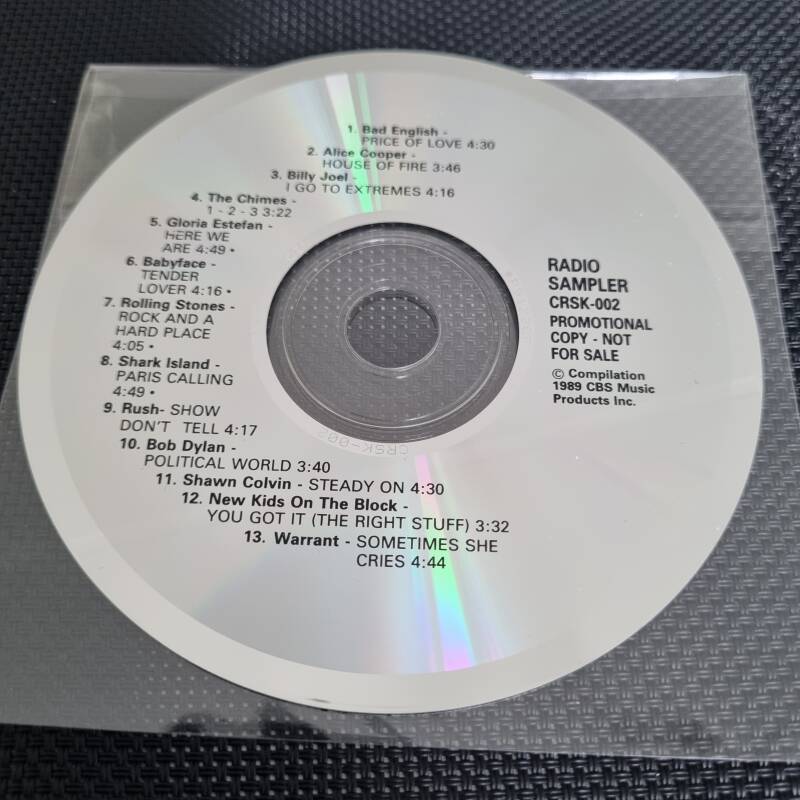 1. Bad English -
PRICE OF LOVE 4:30
2. Alice Cooper -
HOUSE OF FIRE 3:46
3. Billy Joel -
I GO TO EXTREMES 4:16
4. The Chimes -
1 - 2 - 3 3:22
5. Gloria Estefan -
HERE WE
ARE 4:49 •
6. Babyface -
TENDER
LOVER 4:16 •
7. Rolling Stones -
ROCK AND A
HARD PLACE
4:05 •
8. Shark Island -
PARIS CALLING
4:49 •
9. Rush- SHOW
DON'T TELL 4:17
10. Bob Dylan -
POLITICAL WORLD 3:40
11. Shawn Colvin - STEADY ON 4:30
12. New Kids On The Block -
YOU GOT IT (THE RIGHT STUFF) 3:32
13. Warrant - SOMETIMES SHE
CRIES 4:44
RADIO
SAMPLER
CRSK-002
PROMOTIONAL
COPY - NOT
FOR SALE
© Compilation
1989 CBS Music
Products Inc.
CRSK-002